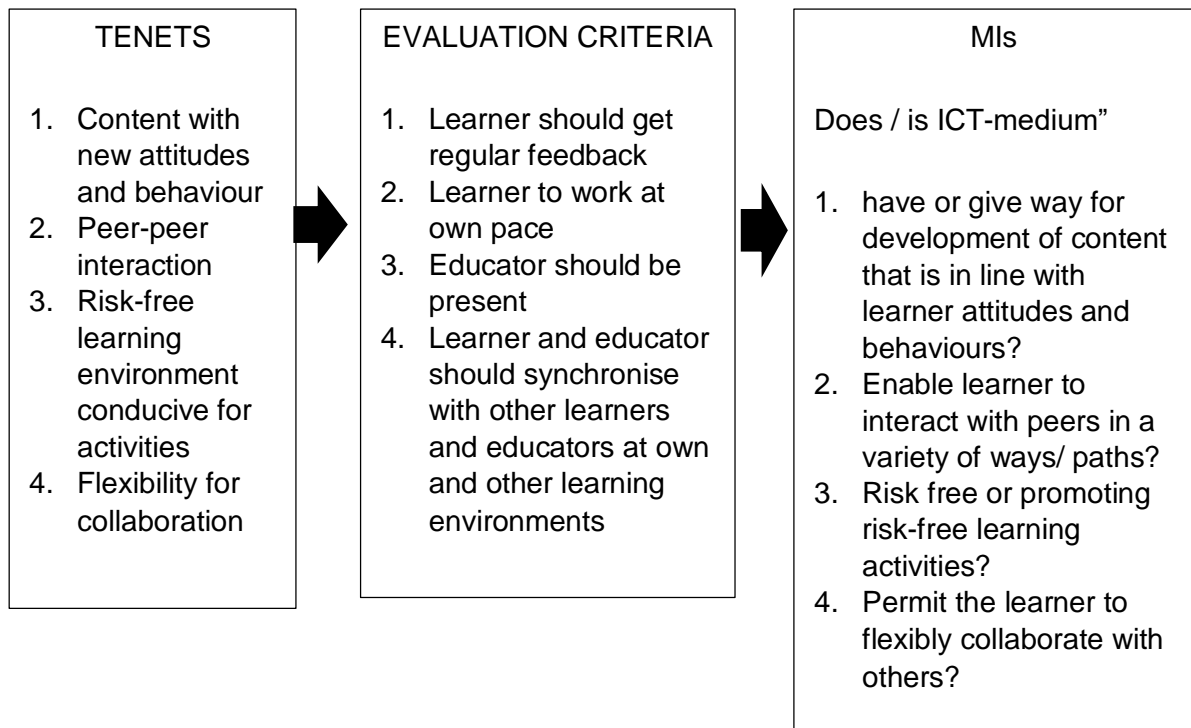 TENETS
1. Content with
new attitudes
and behaviour
2. Peer-peer
interaction
3. Risk-free
learning
environment
conducive for
activities
4. Flexibility for
collaboration
EVALUATION CRITERIA
1. Learner should get
regular feedback
2. Learner to work at
own pace
3. Educator should be
present
4. Learner and educator
should synchronise
with other learners
and educators at own
and other learning
environments
MIs
Does / is ICT-medium”
1. have or give way for
development of content
that is in line with
learner attitudes and
behaviours?
2. Enable learner to
interact with peers in a
variety of ways/ paths?
3. Risk free or promoting
risk-free learning
activities?
4. Permit the learner to
flexibly collaborate with
others?